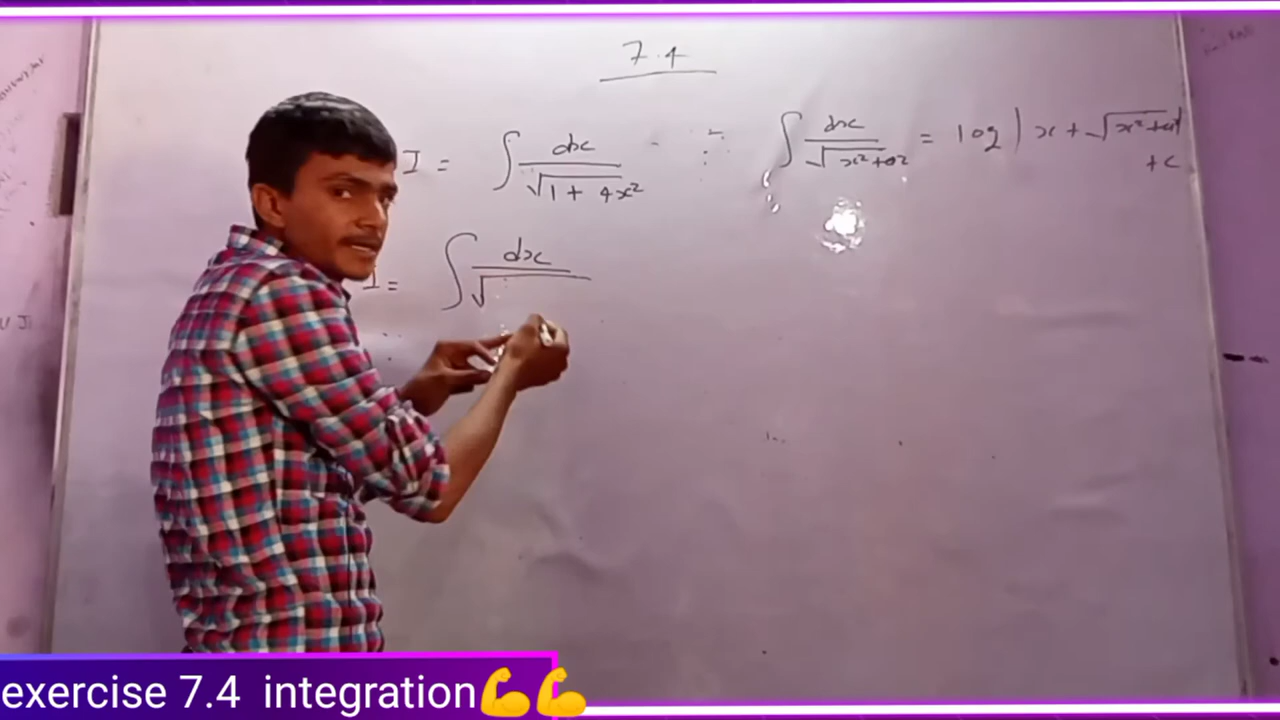 7.4
I = ∫ dx / √(1 + 4x²) ∵ ∫ dx / √(x²+a²) = log | x + √(x²+a²) |
+ c
I = ∫ dx / √
exercise 7.4 integration💪💪